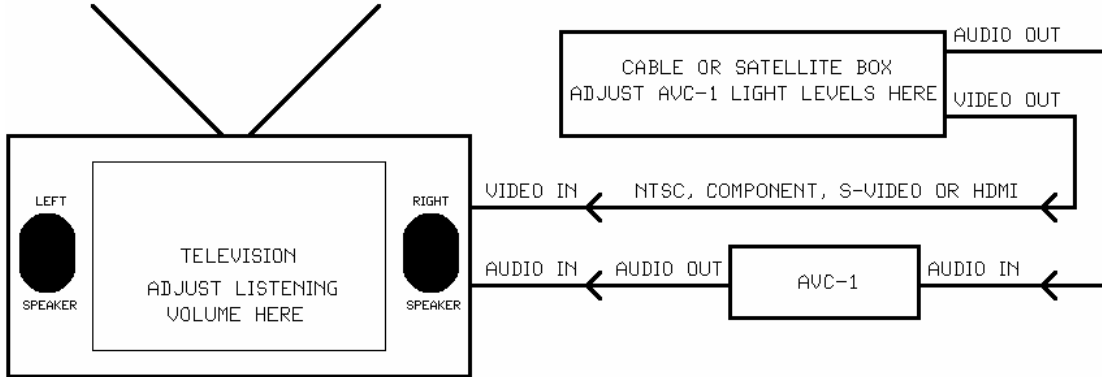 AUDIO OUT
CABLE OR SATELLITE BOX
ADJUST AVC-1 LIGHT LEVELS HERE
VIDEO OUT
LEFT
RIGHT
VIDEO IN
NTSC, COMPONENT, S-VIDEO OR HDMI
TELEVISION
ADJUST LISTENING
VOLUME HERE
SPEAKER
SPEAKER
AUDIO IN
AUDIO OUT
AVC-1
AUDIO IN